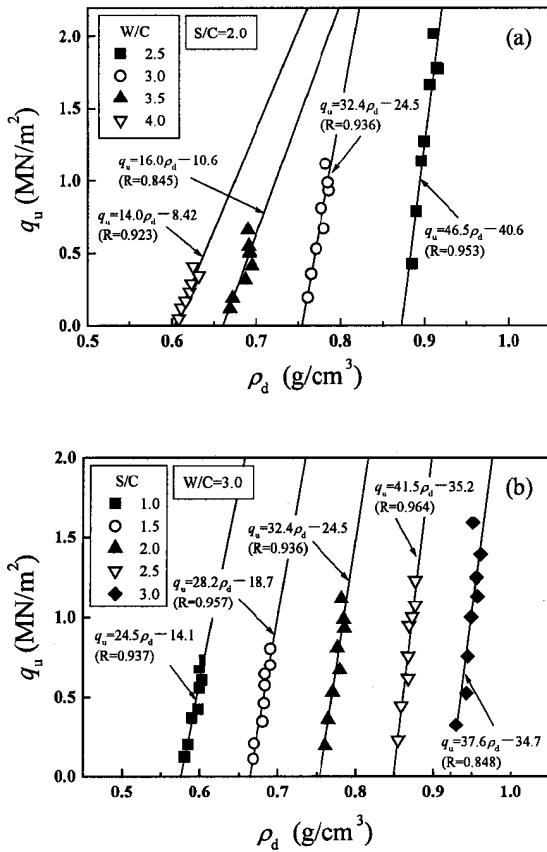 (a)
W/C
2.5
3.0
3.5
4.0
S/C=2.0
qu=32.4ρd−24.5
(R=0.936)
qu=16.0ρd−10.6
(R=0.845)
qu=14.0ρd−8.42
(R=0.923)
qu=46.5ρd−40.6
(R=0.953)
qu (MN/m²)
2.0
1.5
1.0
0.5
0.0
0.5 0.6 0.7 0.8 0.9 1.0
ρd (g/cm³)
(b)
S/C
1.0
1.5
2.0
2.5
3.0
W/C=3.0
qu=41.5ρd−35.2
(R=0.964)
qu=32.4ρd−24.5
(R=0.936)
qu=28.2ρd−18.7
(R=0.957)
qu=24.5ρd−14.1
(R=0.937)
qu=37.6ρd−34.7
(R=0.848)
qu (MN/m²)
2.0
1.5
1.0
0.5
0.0
0.5 0.6 0.7 0.8 0.9 1.0
ρd (g/cm³)